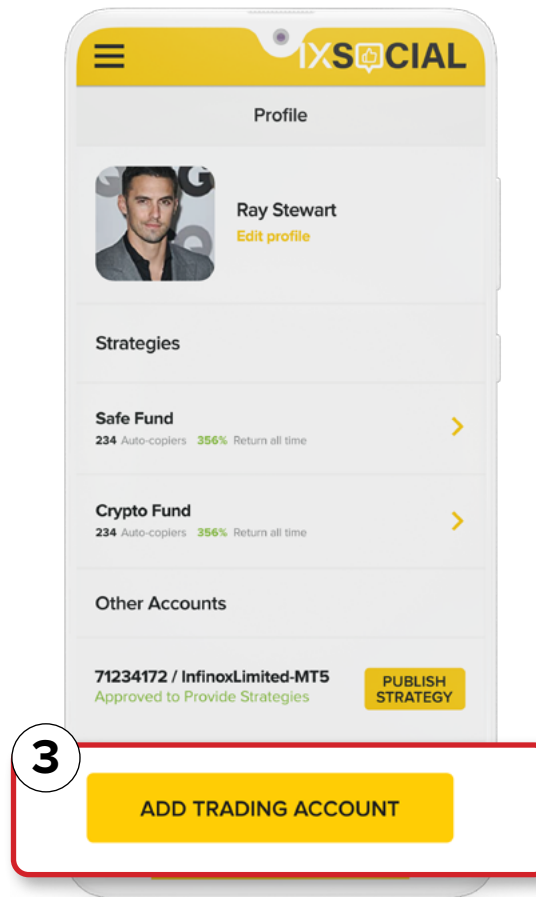 IXSOCIAL
Profile
GQ
Ray Stewart
Edit profile
Strategies
Safe Fund
234 Auto-copiers 356% Return all time
Crypto Fund
234 Auto-copiers 356% Return all time
Other Accounts
71234172 / InfinoxLimited-MT5
Approved to Provide Strategies
PUBLISH
STRATEGY
3
ADD TRADING ACCOUNT